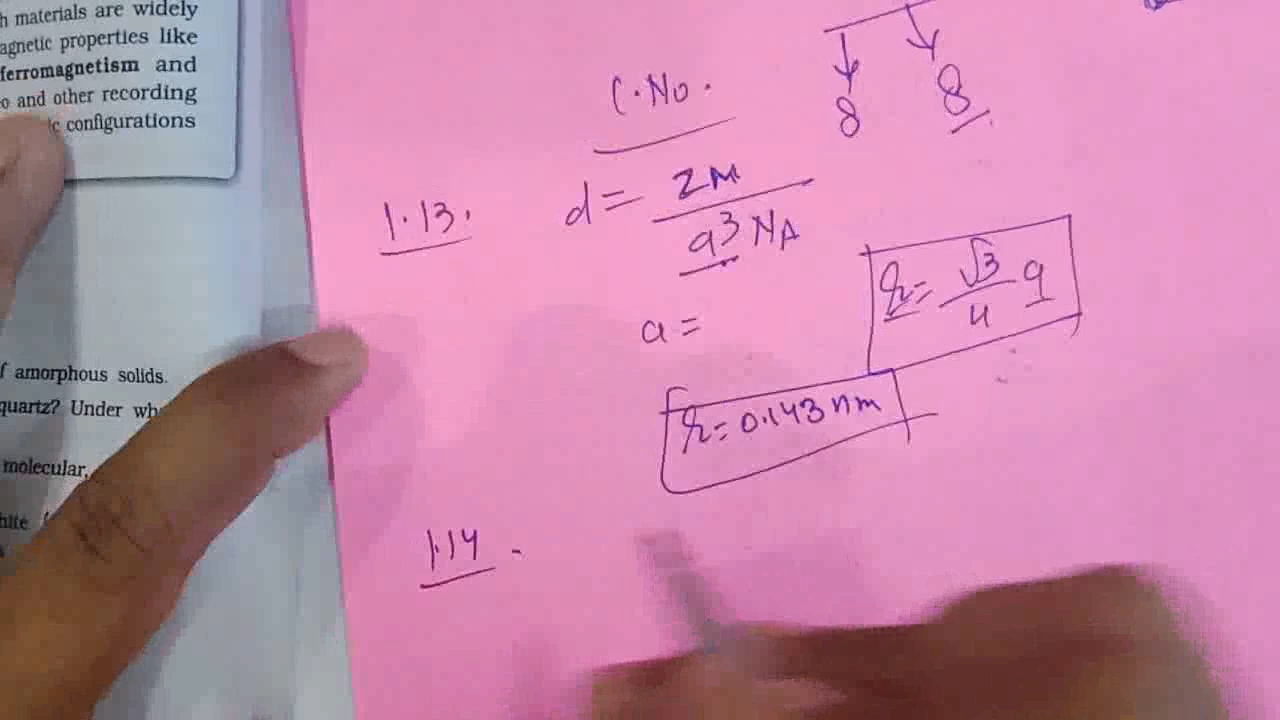 h materials are widely
agnetic properties like
ferromagnetism and
o and other recording
c configurations
f amorphous solids.
quartz? Under wh
molecular,
8
8
C.No.
1.13.
d = ZM / a³ NA
r = √3 / 4 a
a =
r = 0.143 nm
1.14